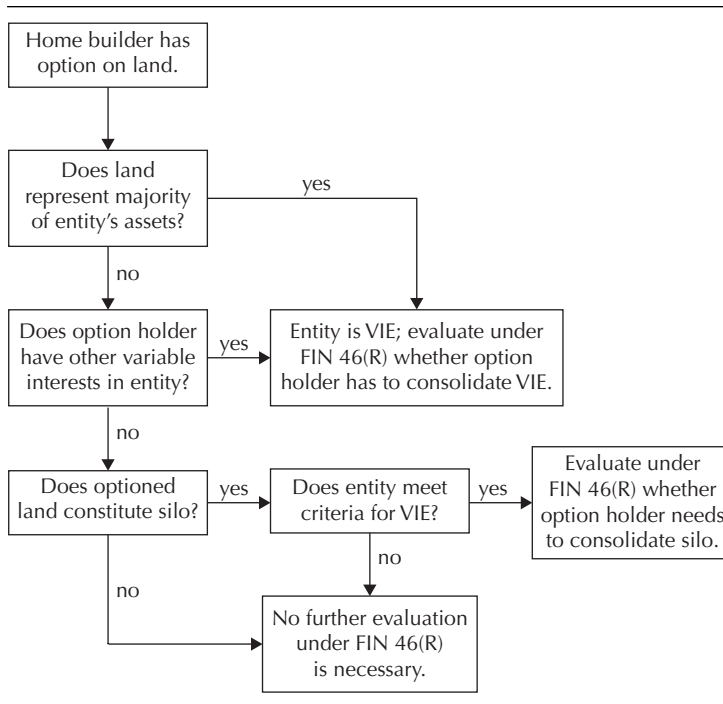 Home builder has
option on land.
Does land
represent majority
of entity’s assets?
yes
no
Does option holder
have other variable
interests in entity?
yes
Entity is VIE; evaluate under
FIN 46(R) whether option
holder has to consolidate VIE.
no
Does optioned
land constitute silo?
yes
Does entity meet
criteria for VIE?
yes
Evaluate under
FIN 46(R) whether
option holder needs
to consolidate silo.
no
no
No further evaluation
under FIN 46(R)
is necessary.